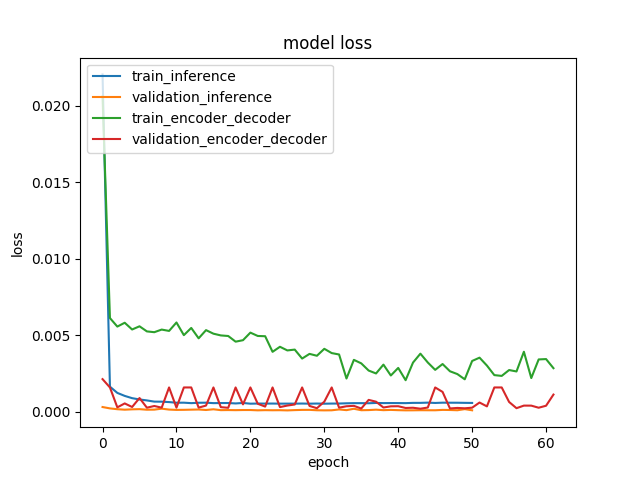 model loss
train_inference
validation_inference
train_encoder_decoder
validation_encoder_decoder
0.020
0.015
0.010
0.005
0.000
loss
0 10 20 30 40 50 60
epoch